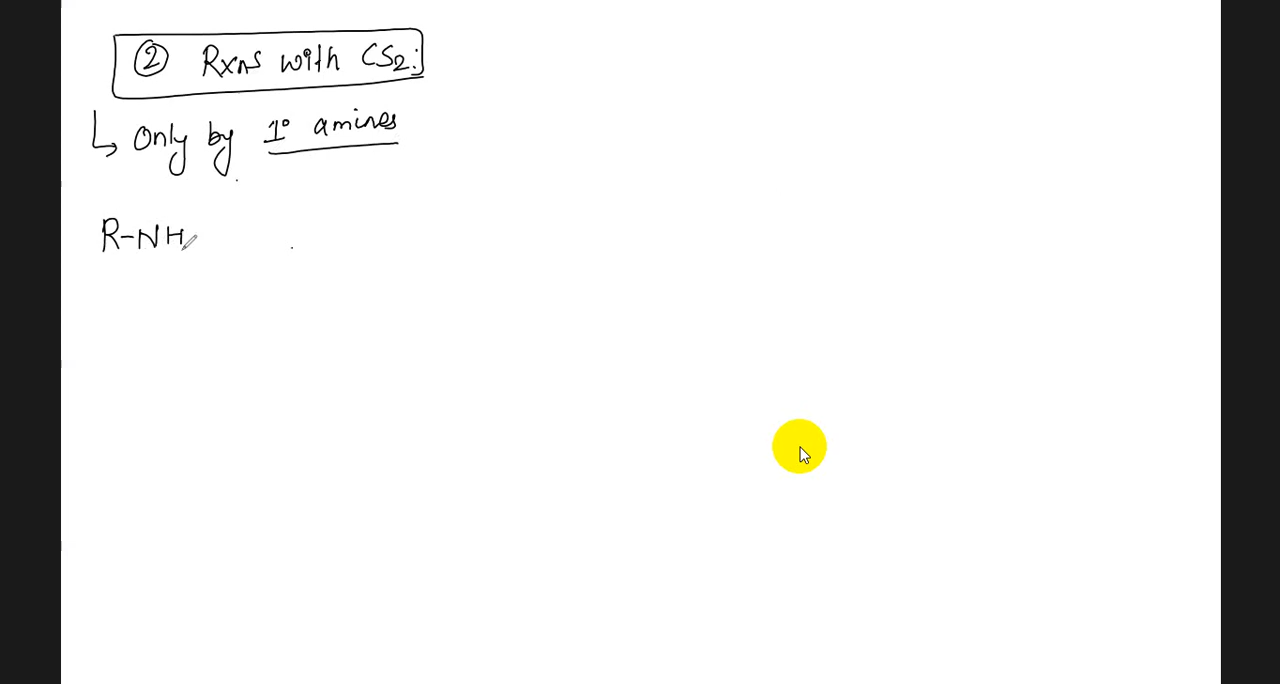 ② Rxns with CS₂:
↳ Only by 1° amines
R-NH